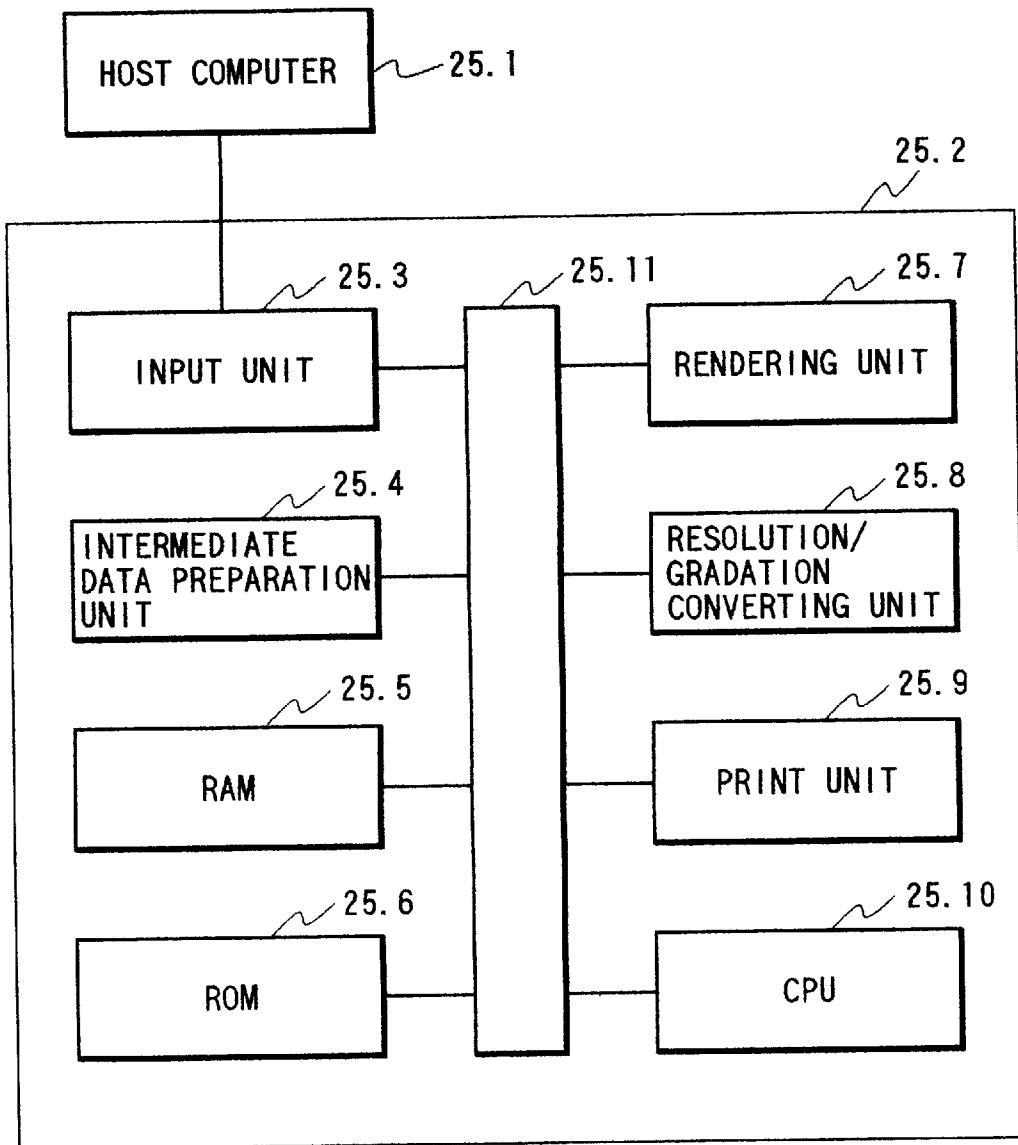 HOST COMPUTER
25.1
25.2
25.3
25.11
25.7
INPUT UNIT
RENDERING UNIT
25.4
25.8
INTERMEDIATE
DATA PREPARATION
UNIT
RESOLUTION/
GRADATION
CONVERTING UNIT
25.5
25.9
RAM
PRINT UNIT
25.6
25.10
ROM
CPU